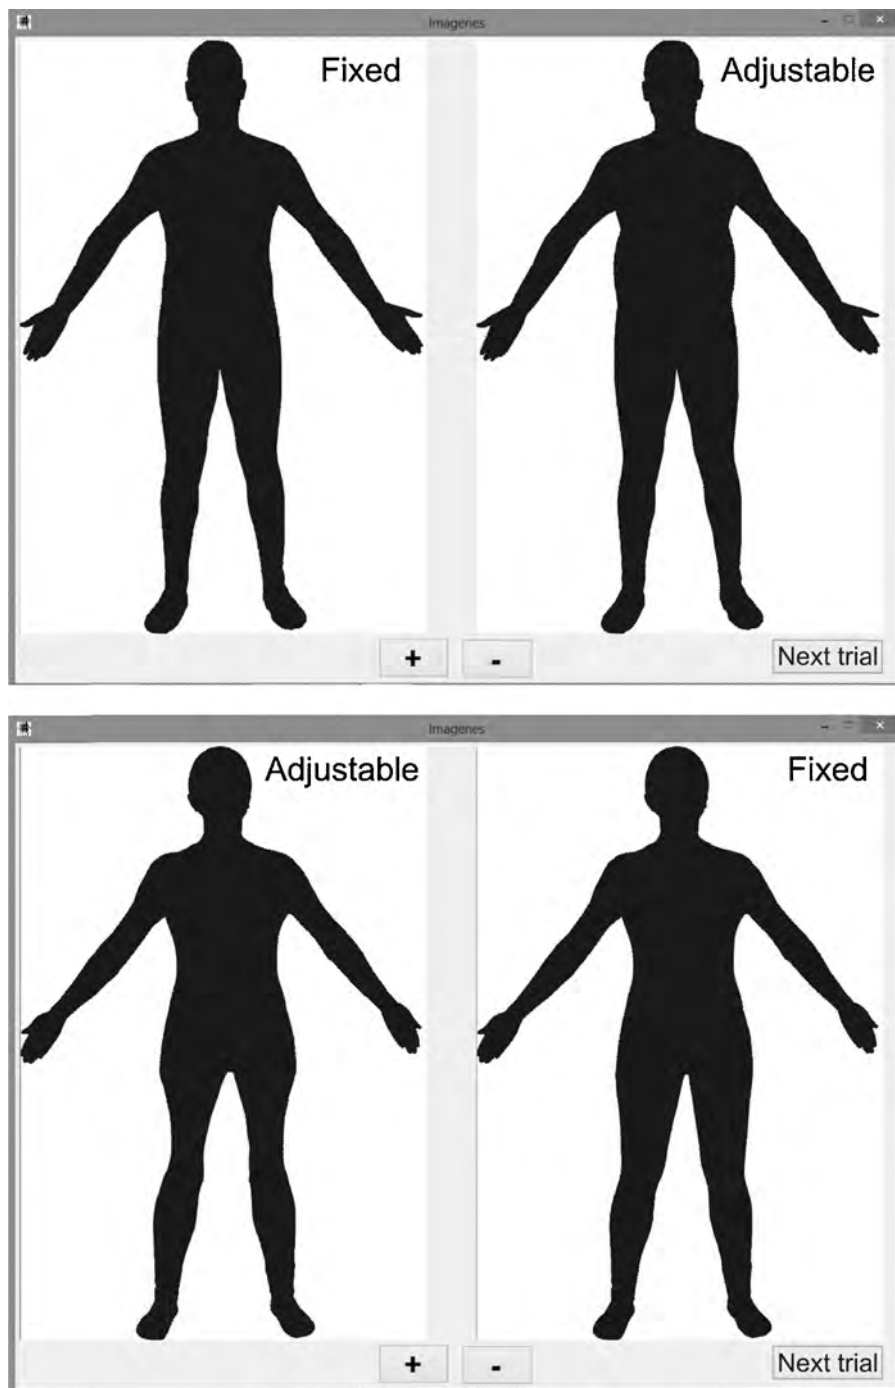 Imagenes
Fixed
Adjustable
+
-
Next trial
Imagenes
Adjustable
Fixed
+
-
Next trial